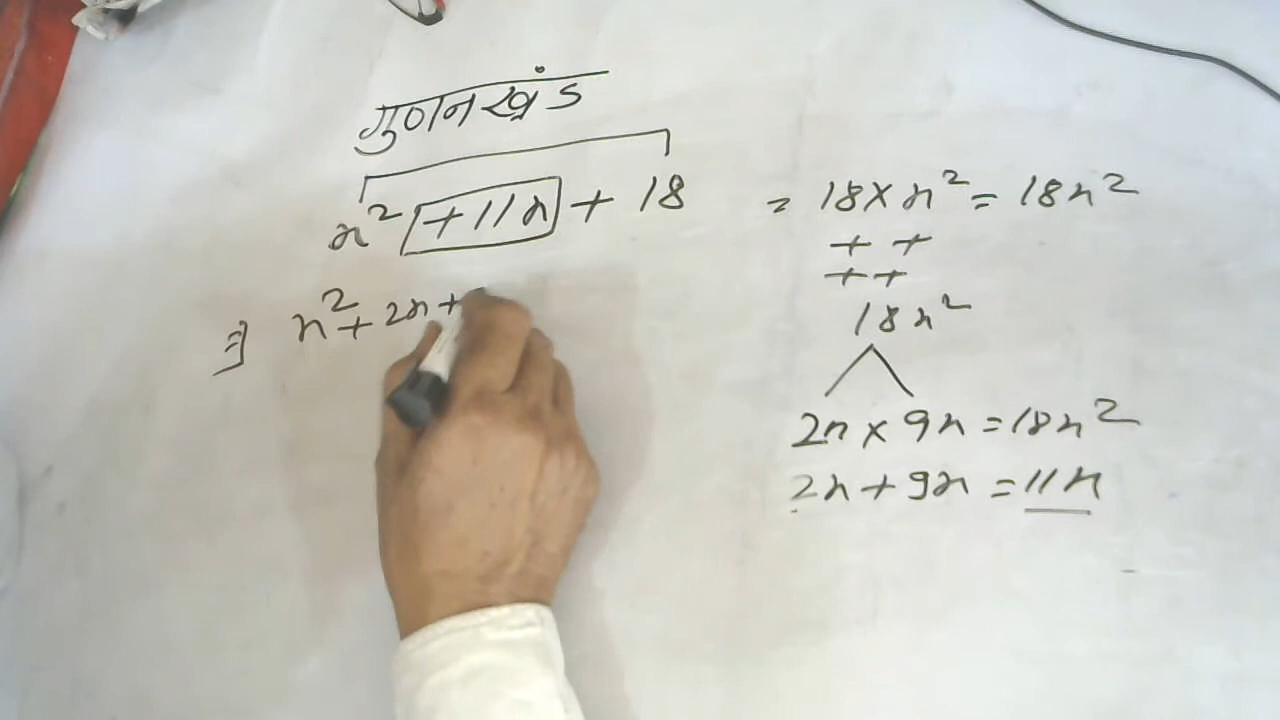 गुणनखंड
x² +11x + 18
⇒ x² + 2x +
= 18 × x² = 18x²
+ +
+ +
18x²
2x × 9x = 18x²
2x + 9x = 11x